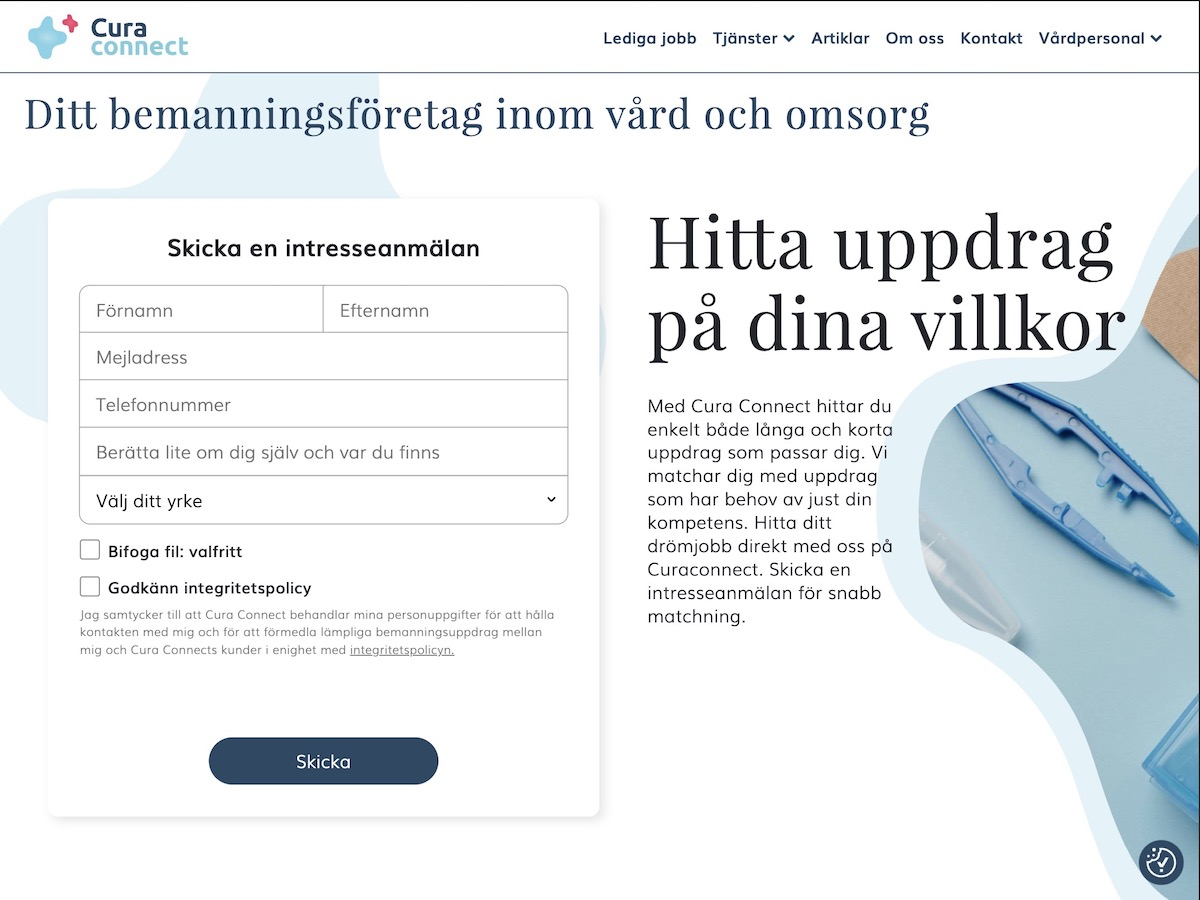 Cura
connect
Lediga jobb Tjänster Artiklar Om oss Kontakt Vårdpersonal
Ditt bemanningsföretag inom vård och omsorg
Skicka en intresseanmälan
Förnamn Efternamn
Mejladress
Telefonnummer
Berätta lite om dig själv och var du finns
Välj ditt yrke
Bifoga fil: valfritt
Godkänn integritetspolicy
Jag samtycker till att Cura Connect behandlar mina personuppgifter för att hålla
kontakten med mig och för att förmedla lämpliga bemanningsuppdrag mellan
mig och Cura Connects kunder i enighet med integritetspolicyn.
Skicka
Hitta uppdrag
på dina villkor
Med Cura Connect hittar du
enkelt både långa och korta
uppdrag som passar dig. Vi
matchar dig med uppdrag
som har behov av just din
kompetens. Hitta ditt
drömjobb direkt med oss på
Curaconnect. Skicka en
intresseanmälan för snabb
matchning.